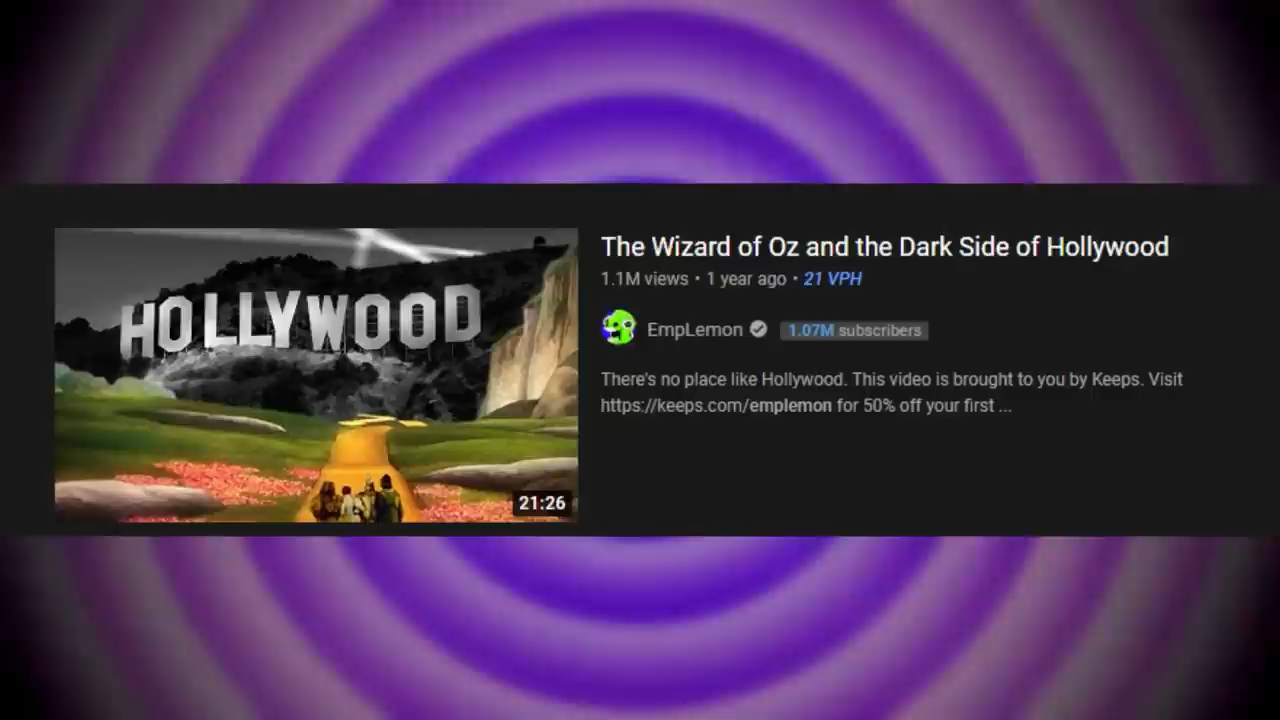 HOLLYWOOD
21:26
The Wizard of Oz and the Dark Side of Hollywood
1.1M views • 1 year ago • 21 VPH
EmpLemon 1.07M subscribers
There's no place like Hollywood. This video is brought to you by Keeps. Visit
https://keeps.com/emplemon for 50% off your first ...